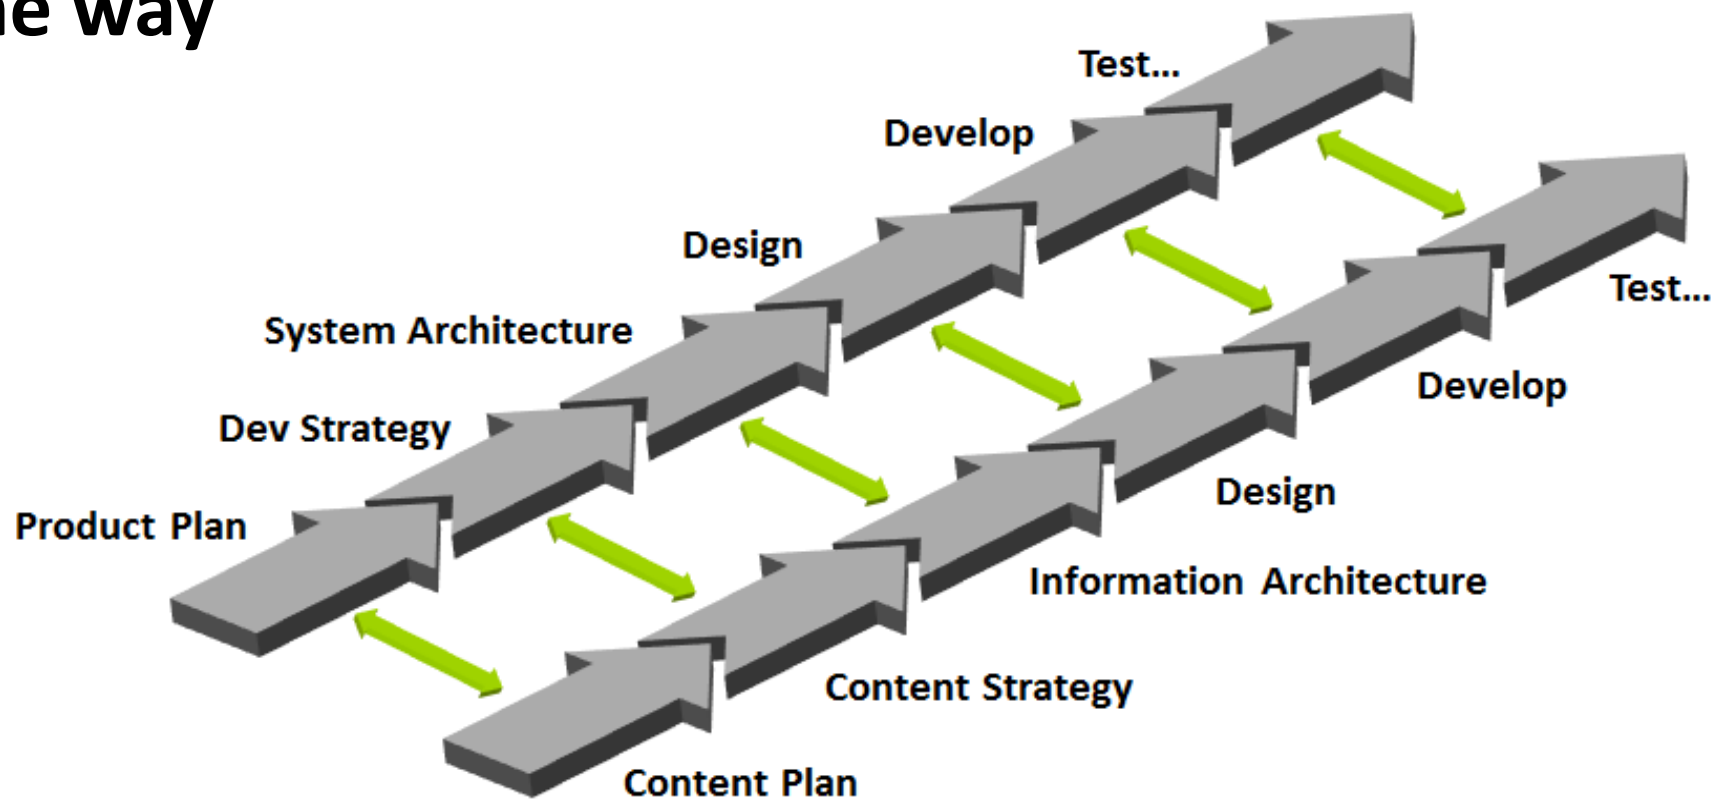 way
Test...
Develop
Design
System Architecture
Dev Strategy
Product Plan
Test...
Develop
Design
Information Architecture
Content Strategy
Content Plan